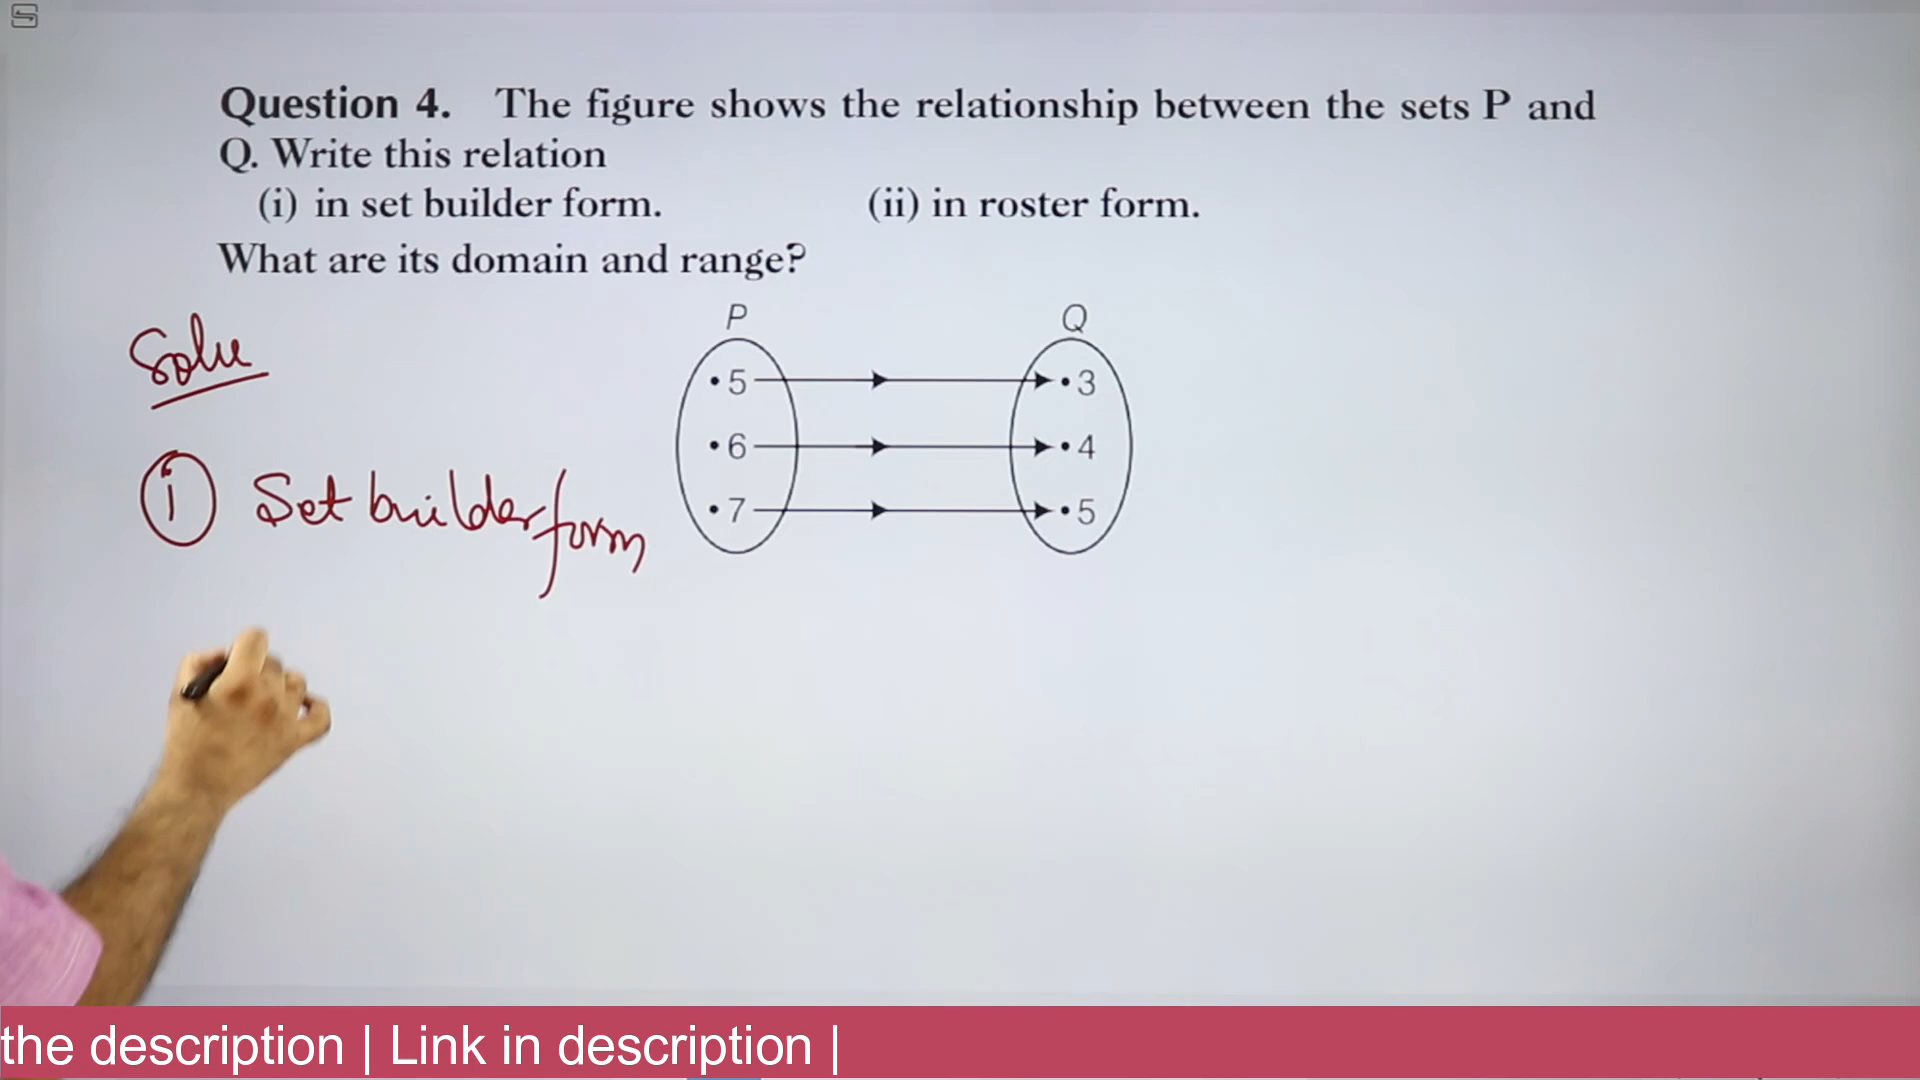 Question 4. The figure shows the relationship between the sets P and
Q. Write this relation
(i) in set builder form. (ii) in roster form.
What are its domain and range?
Solu
P Q
• 5 • 3
• 6 • 4
• 7 • 5
i Set builder form
the description | Link in description |